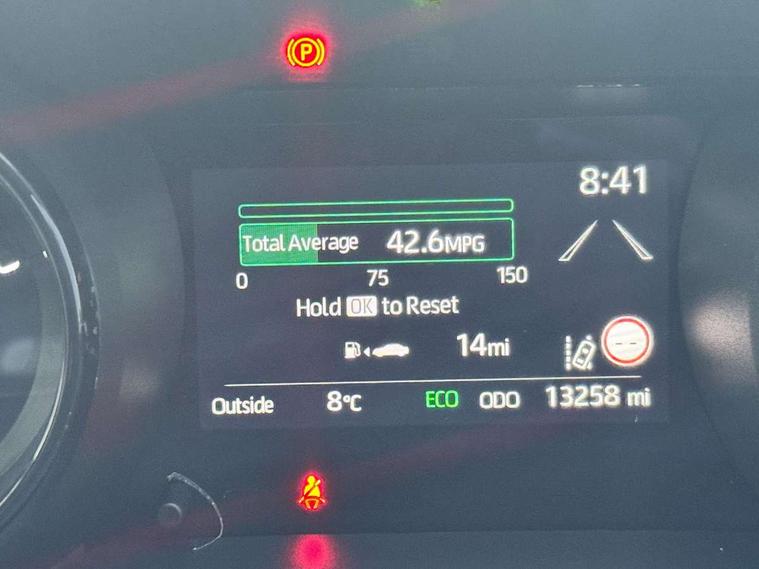 P
8:41
Total Average 42.6MPG
0 75 150
Hold OK to Reset
14mi
Outside 8°C ECO ODO 13258 mi